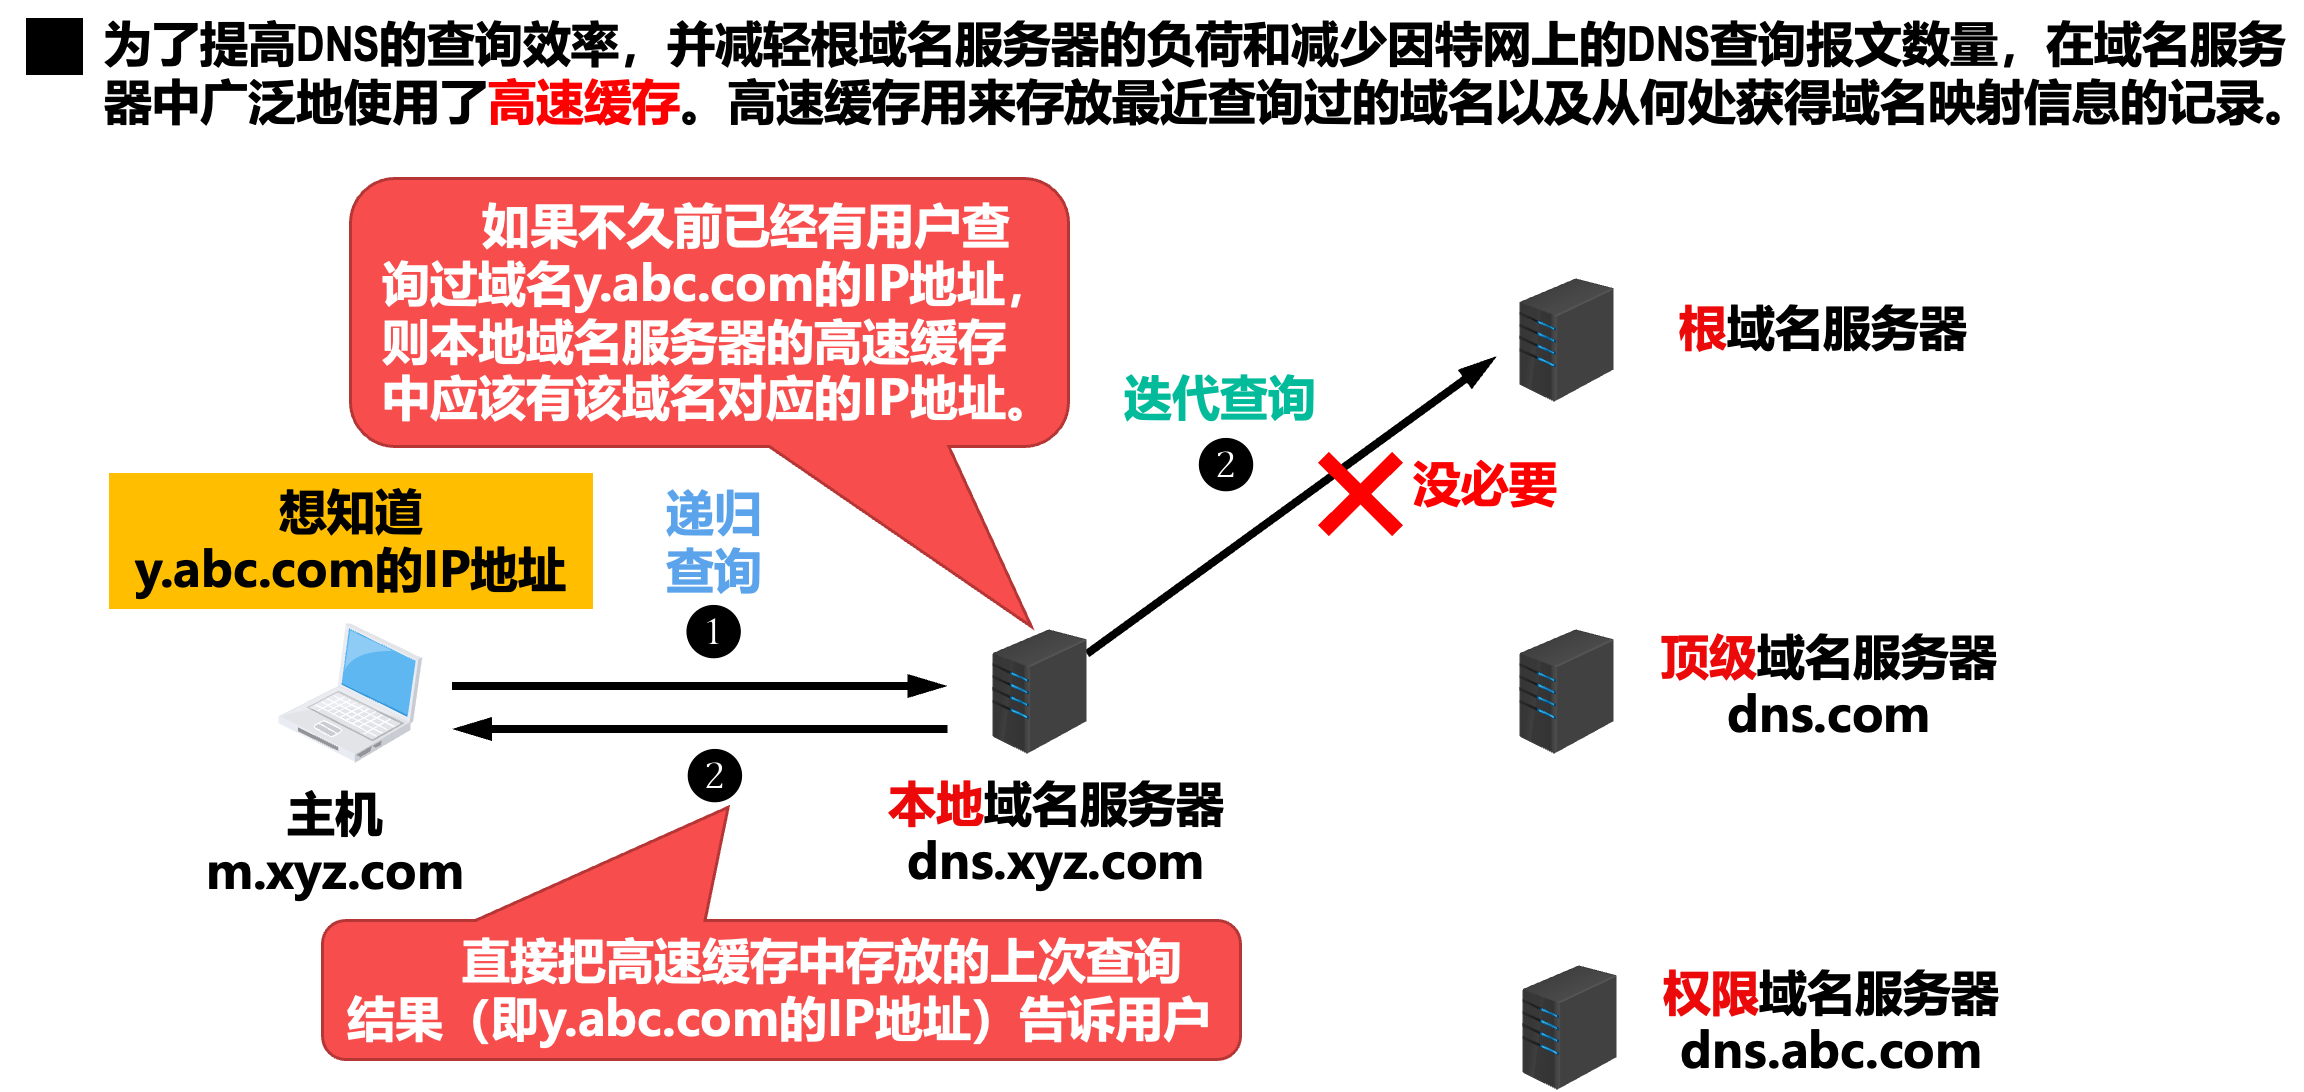 为了提高DNS的查询效率，并减轻根域名服务器的负荷和减少因特网上的DNS查询报文数量，在域名服务
器中广泛地使用了高速缓存。高速缓存用来存放最近查询过的域名以及从何处获得域名映射信息的记录。
如果不久前已经有用户查
询过域名y.abc.com的IP地址，
则本地域名服务器的高速缓存
中应该有该域名对应的IP地址。
根域名服务器
迭代查询
❷
没必要
想知道
y.abc.com的IP地址
递归
查询
❶
❷
主机
m.xyz.com
本地域名服务器
dns.xyz.com
顶级域名服务器
dns.com
直接把高速缓存中存放的上次查询
结果（即y.abc.com的IP地址）告诉用户
权限域名服务器
dns.abc.com